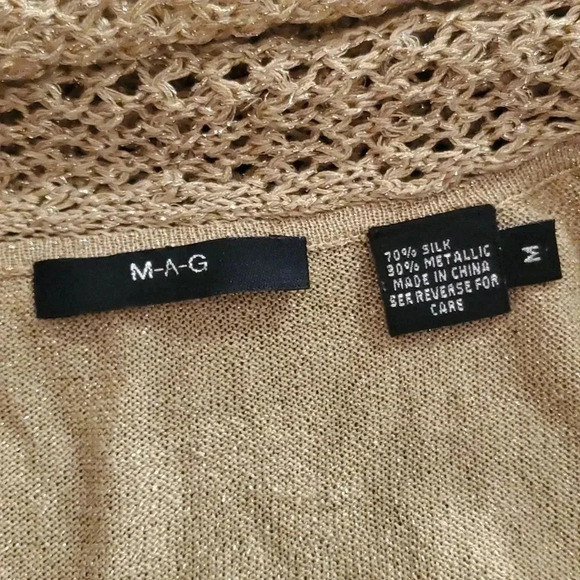 M-A-G
70% SILK
30% METALLIC
MADE IN CHINA
SEE REVERSE FOR
CARE
M